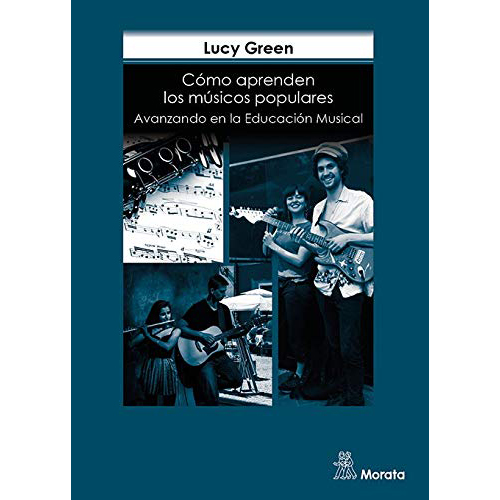 Lucy Green
Cómo aprenden
los músicos populares
Avanzando en la Educación Musical
Morata